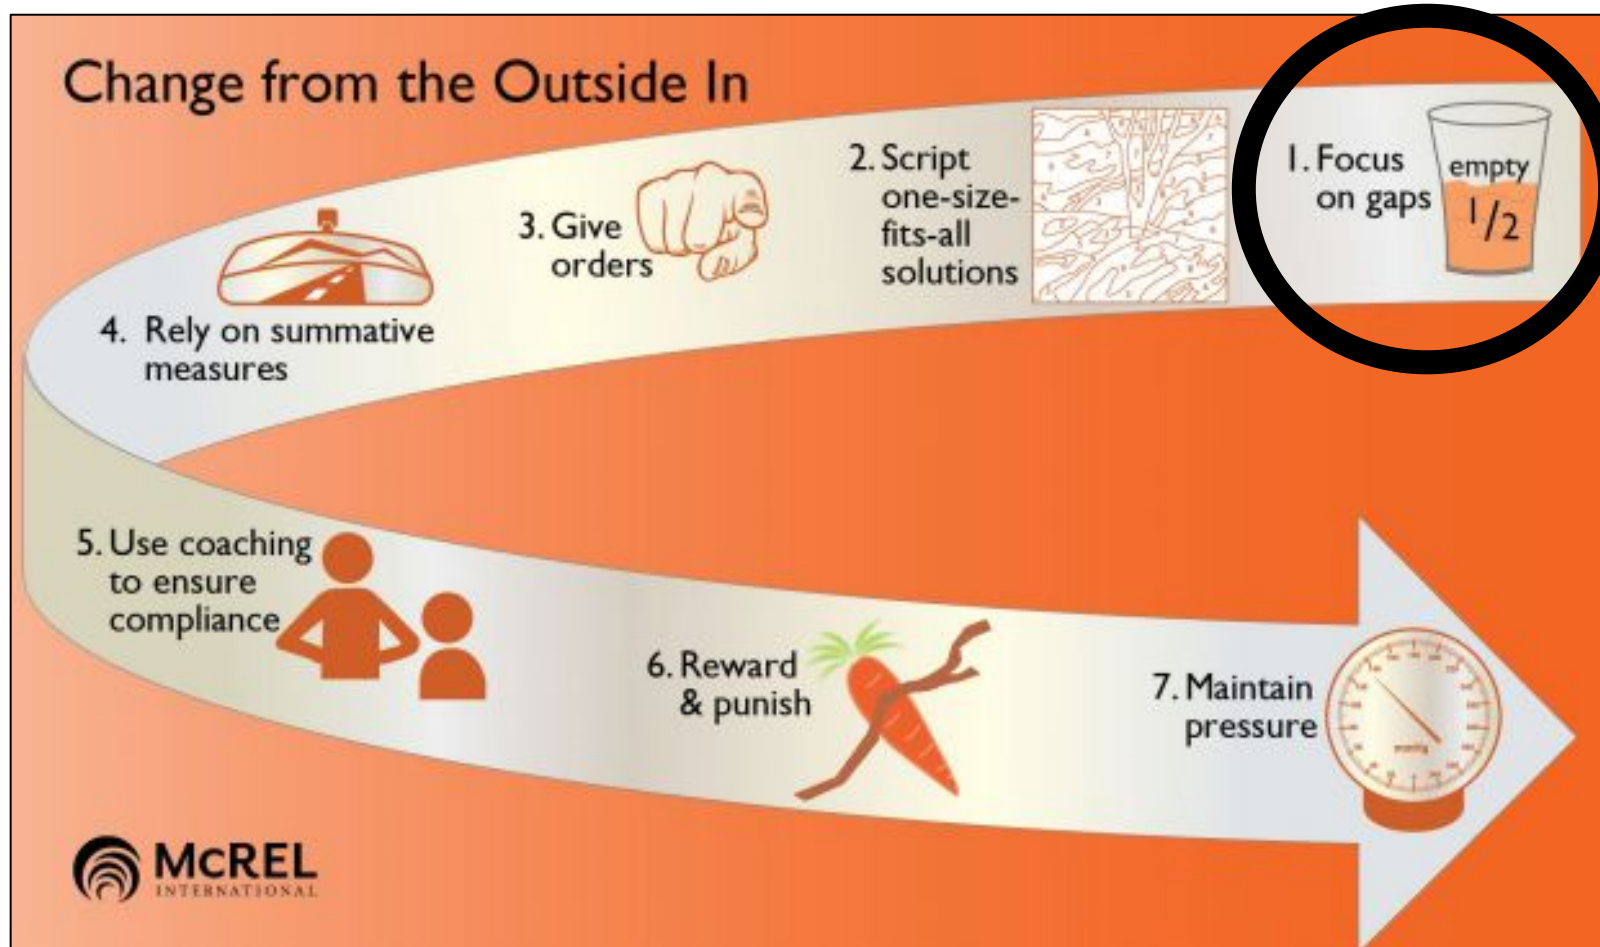 Change from the Outside In
1. Focus
on gaps
empty
1/2
2. Script
one-size-
fits-all
solutions
3. Give
orders
4. Rely on summative
measures
5. Use coaching
to ensure
compliance
6. Reward
& punish
7. Maintain
pressure
McREL
INTERNATIONAL